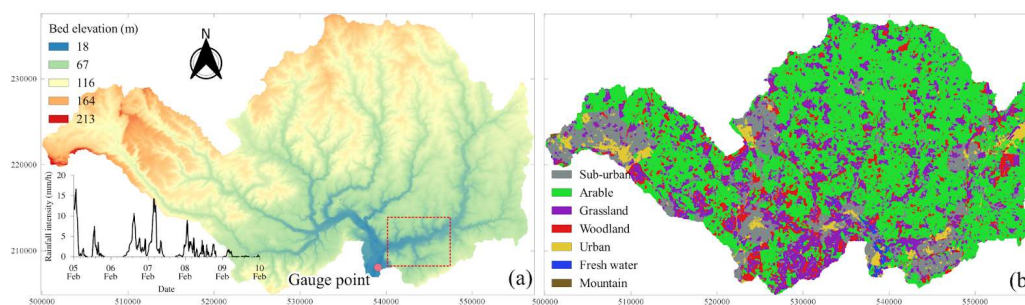 Bed elevation (m)
18
67
116
164
213
N
230000
220000
210000
Rainfall intensity (mm/h)
20
15
10
5
0
05 Feb
06 Feb
07 Feb
08 Feb
09 Feb
10 Feb
Date
Gauge point
(a)
500000 510000 520000 530000 540000 550000
Sub-urban
Arable
Grassland
Woodland
Urban
Fresh water
Mountain
(b
500000 510000 520000 530000 540000 550000